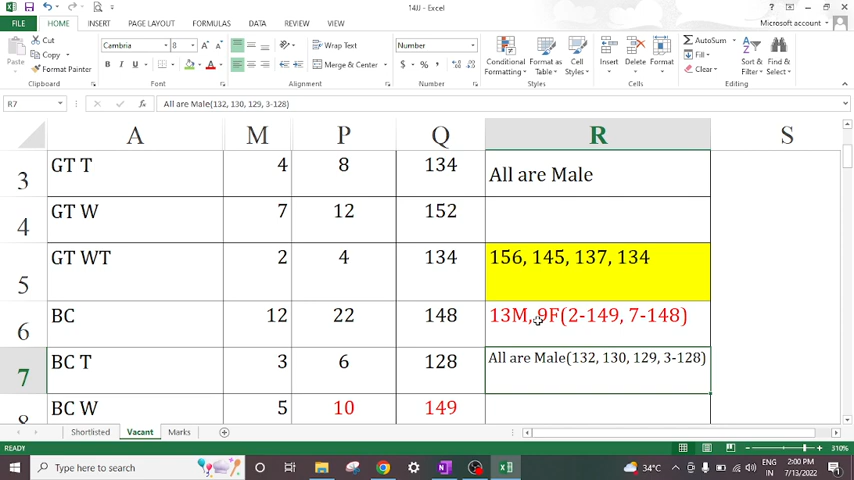 14JJ - Excel
FILE HOME INSERT PAGE LAYOUT FORMULAS DATA REVIEW VIEW Microsoft account
Cut
Copy
Format Painter
Paste
Clipboard
Cambria 8
B I U
Font
Wrap Text
Merge & Center
Alignment
Number
$ % ,
Number
Conditional Formatting
Format as Table
Cell Styles
Styles
Insert Delete Format
Cells
AutoSum
Fill
Clear
Sort & Filter
Find & Select
Editing
R7 fx All are Male(132, 130, 129, 3-128)
A M P Q R S
3 GT T 4 8 134 All are Male
4 GT W 7 12 152
5 GT WT 2 4 134 156, 145, 137, 134
6 BC 12 22 148 13M, 9F(2-149, 7-148)
7 BC T 3 6 128 All are Male(132, 130, 129, 3-128)
8 BC W 5 10 149
Shortlisted Vacant Marks
READY 310%
Type here to search 34°C ENG IN 2:00 PM 7/13/2022